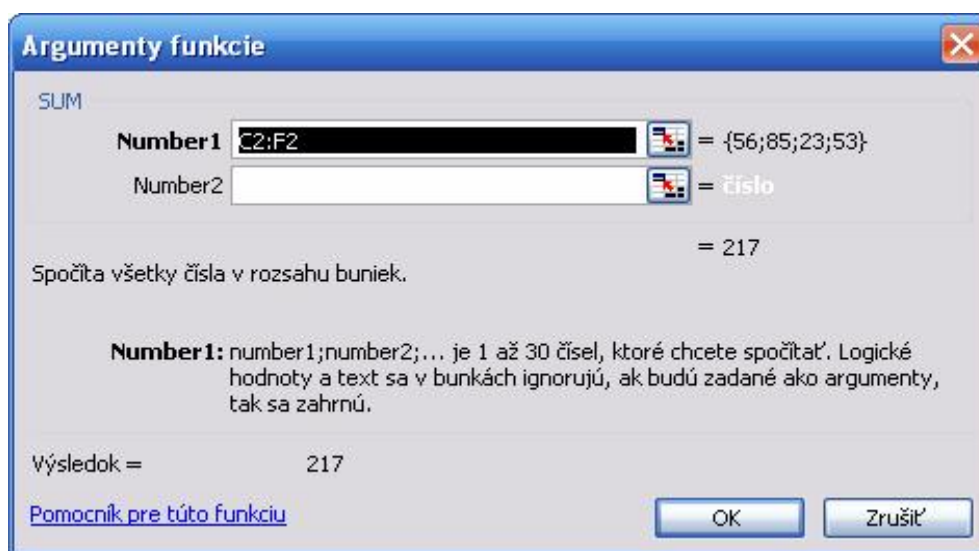 Argumenty funkcie
SUM
Number1 C2:F2 = {56;85;23;53}
Number2 = číslo
= 217
Spočíta všetky čísla v rozsahu buniek.
Number1: number1;number2;... je 1 až 30 čísel, ktoré chcete spočítať. Logické
hodnoty a text sa v bunkách ignorujú, ak budú zadané ako argumenty,
tak sa zahrnú.
Výsledok = 217
Pomocník pre túto funkciu
OK
Zrušiť